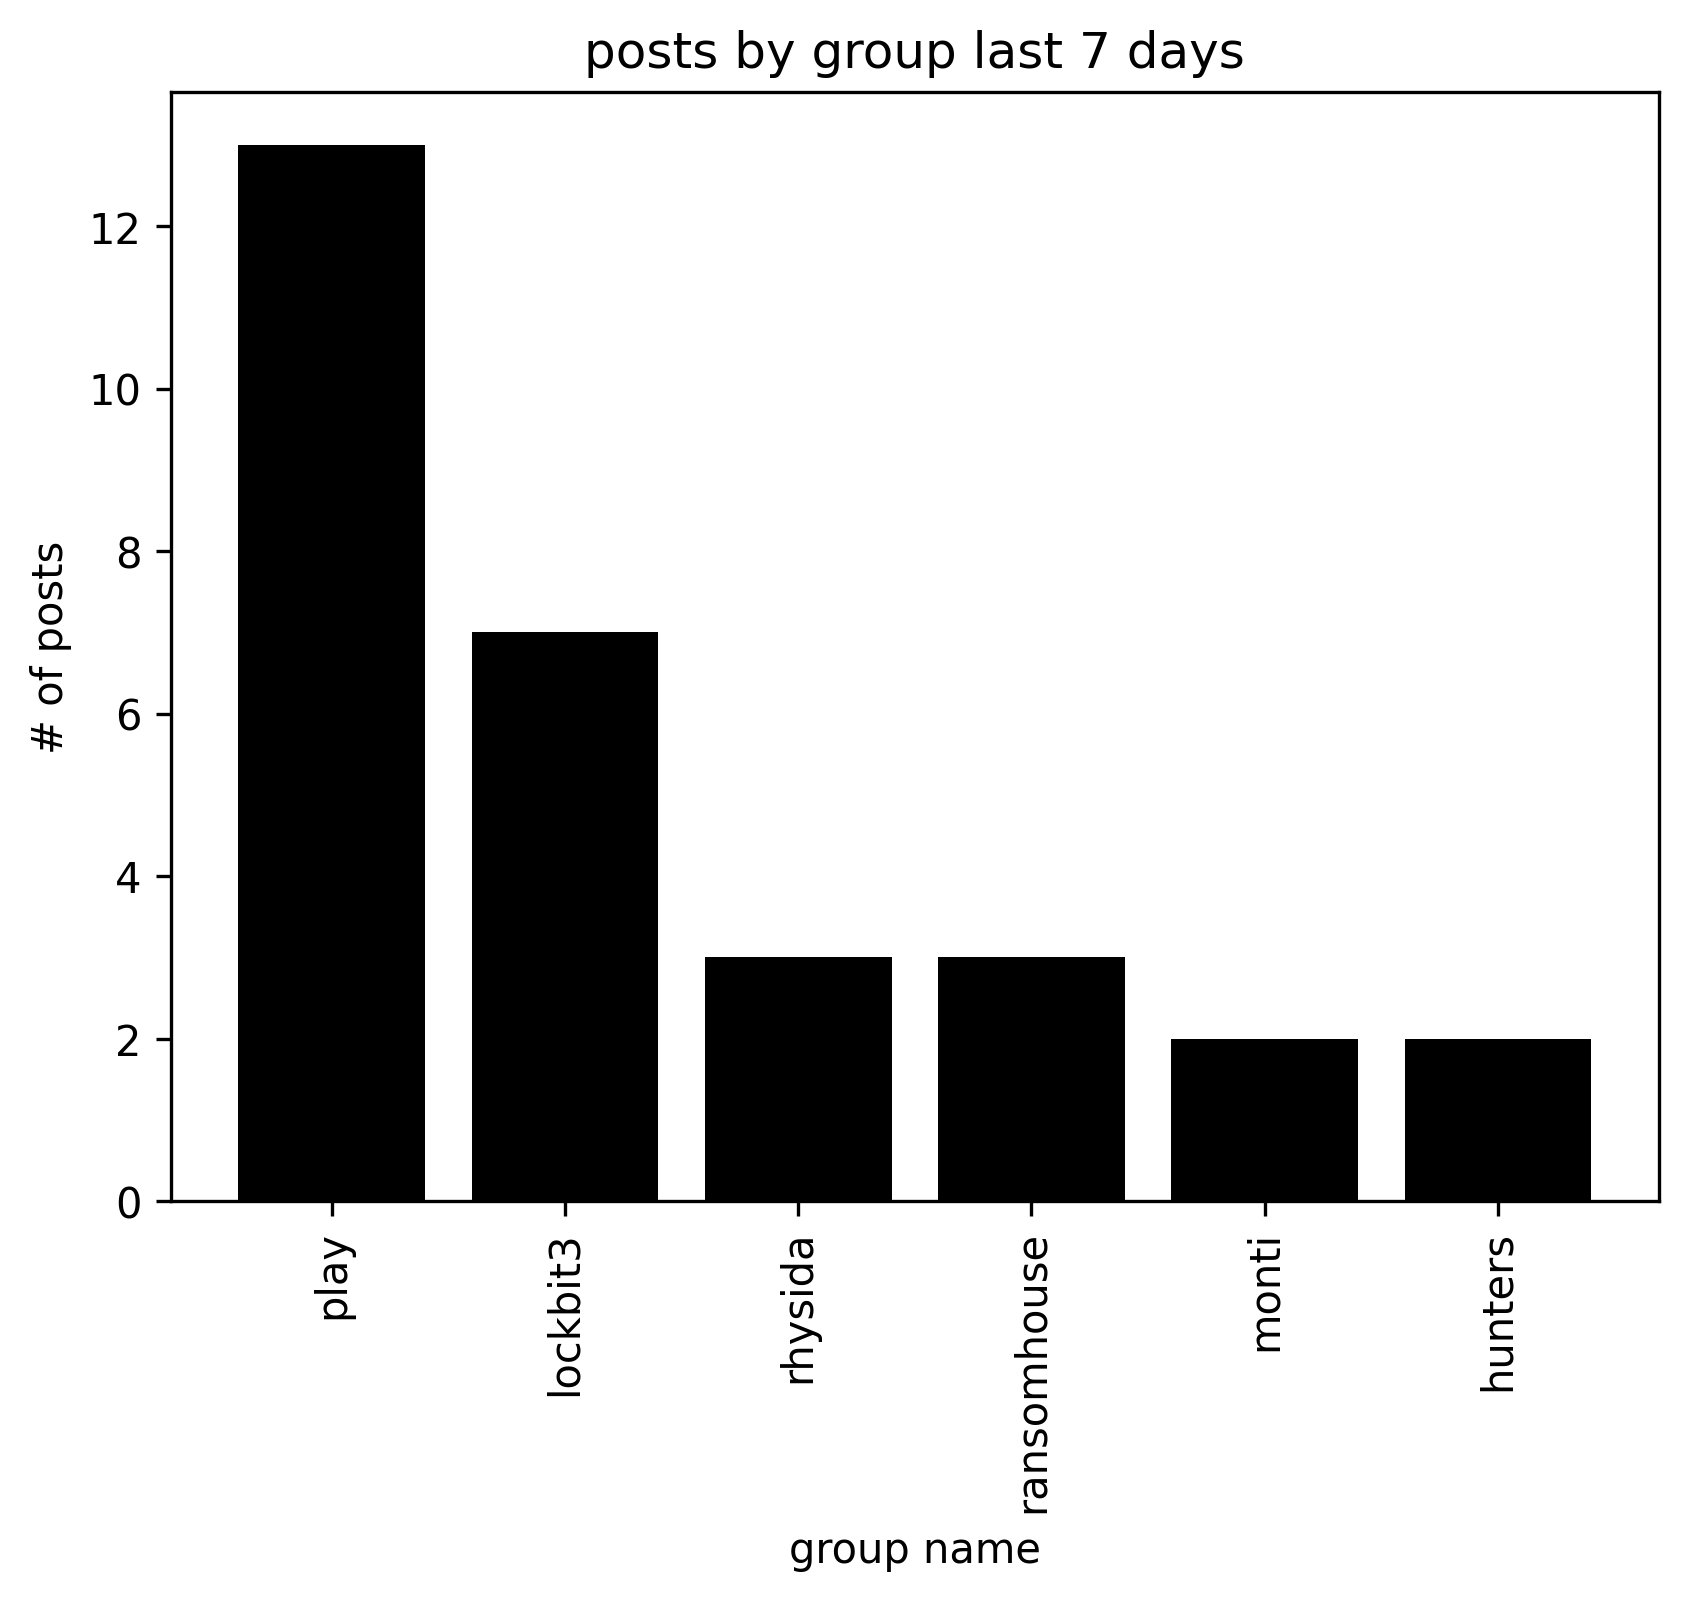 posts by group last 7 days
# of posts
12
10
8
6
4
2
0
play
lockbit3
rhysida
ransomhouse
monti
hunters
group name